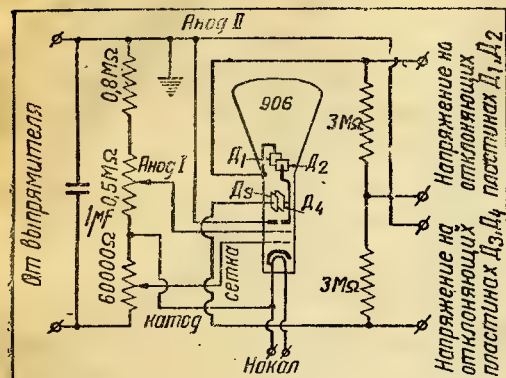 Анод II
От выпрямителя
1μF
0,8MΩ
0,5MΩ
Анод I
60000Ω
906
Д1
Д2
Д3
Д4
сетка
катод
Накал
3MΩ
3MΩ
Напряжение на
отклоняющих
пластинах Д1,Д2
Напряжение на
отклоняющих
пластинах Д3,Д4